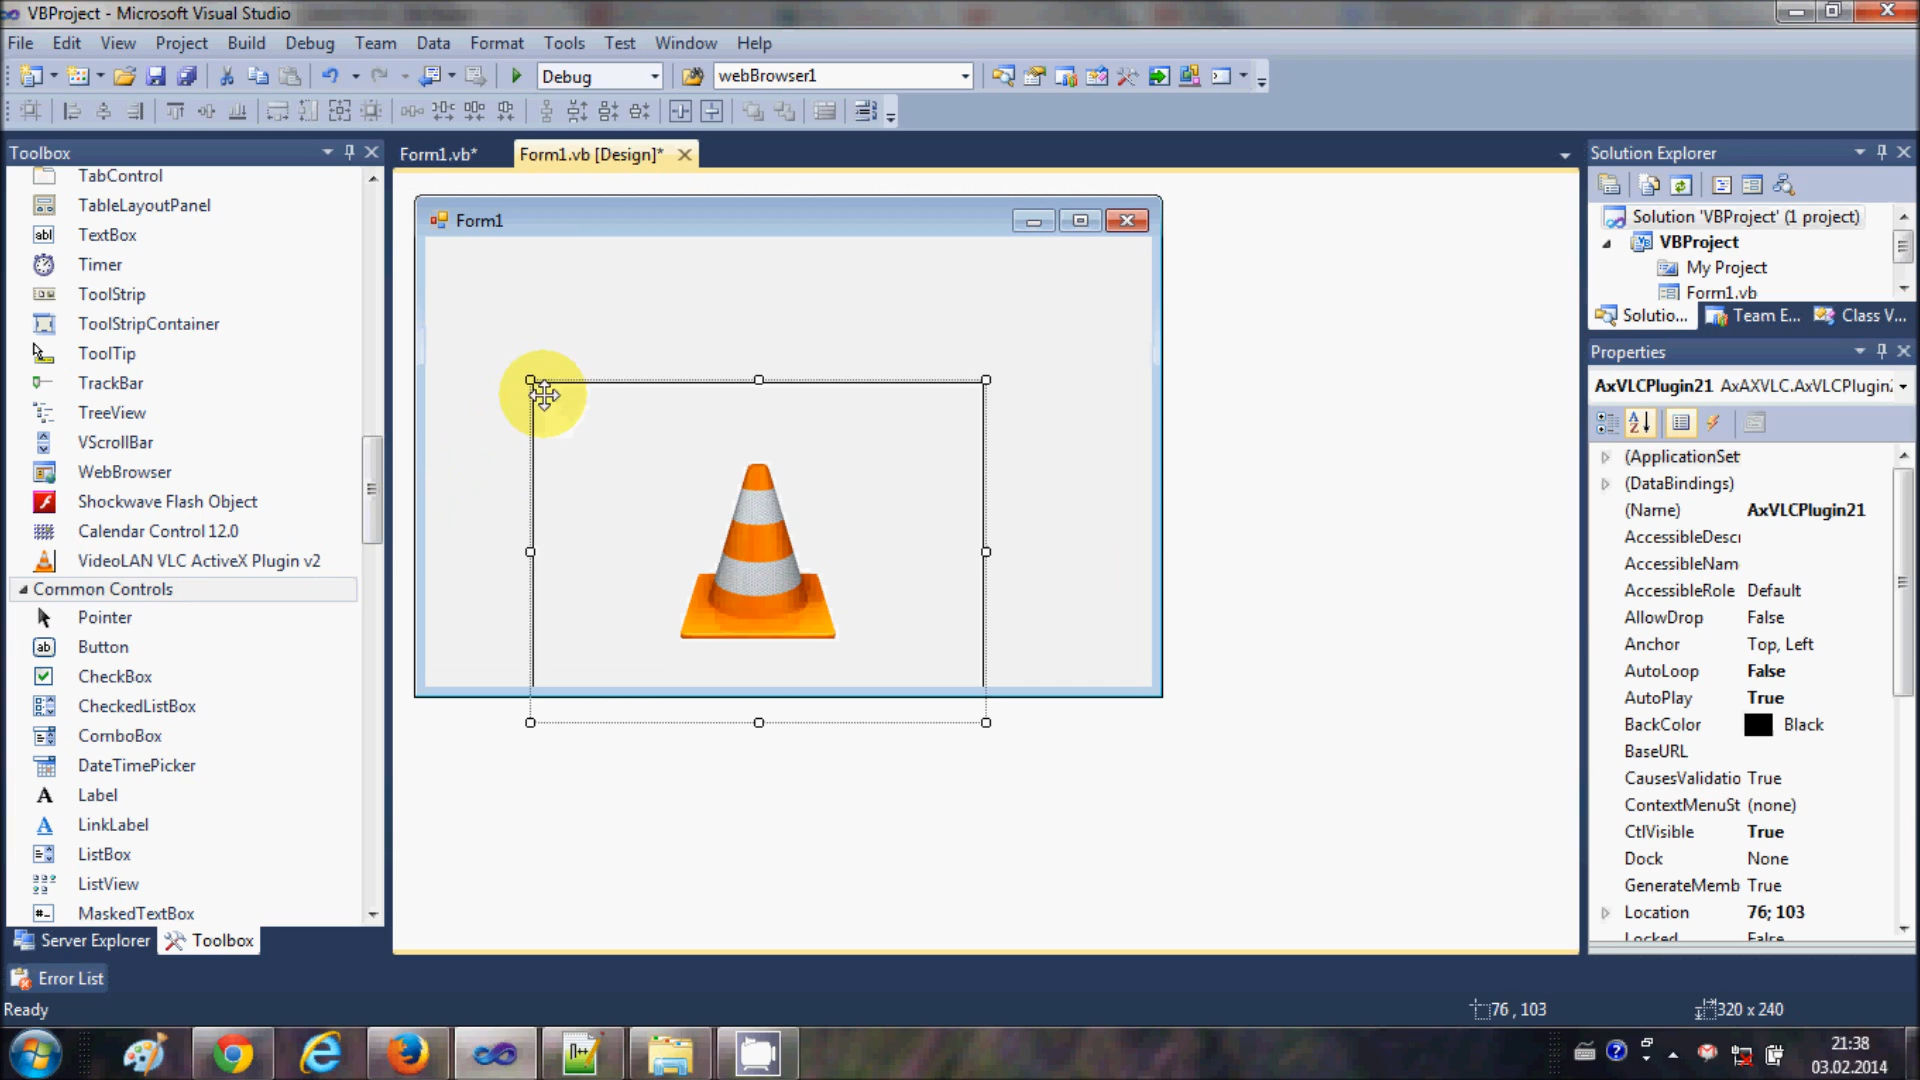 VBProject - Microsoft Visual Studio
File Edit View Project Build Debug Team Data Format Tools Test Window Help
Debug webBrowser1
Toolbox
TabControl
TableLayoutPanel
TextBox
Timer
ToolStrip
ToolStripContainer
ToolTip
TrackBar
TreeView
VScrollBar
WebBrowser
Shockwave Flash Object
Calendar Control 12.0
VideoLAN VLC ActiveX Plugin v2
Common Controls
Pointer
Button
CheckBox
CheckedListBox
ComboBox
DateTimePicker
Label
LinkLabel
ListBox
ListView
MaskedTextBox
Server Explorer Toolbox
Form1.vb* Form1.vb [Design]*
Form1
Solution Explorer
Solution 'VBProject' (1 project)
VBProject
My Project
Form1.vb
Solutio... Team E... Class V...
Properties
AxVLCPlugin21 AxAXVLC.AxVLCPlugin
(ApplicationSet
(DataBindings)
(Name) AxVLCPlugin21
AccessibleDescr
AccessibleNam
AccessibleRole Default
AllowDrop False
Anchor Top, Left
AutoLoop False
AutoPlay True
BackColor Black
BaseURL
CausesValidatio True
ContextMenuSt (none)
CtlVisible True
Dock None
GenerateMemb True
Location 76; 103
Locked False
Error List
Ready 76 , 103 320 x 240
21:38
03.02.2014